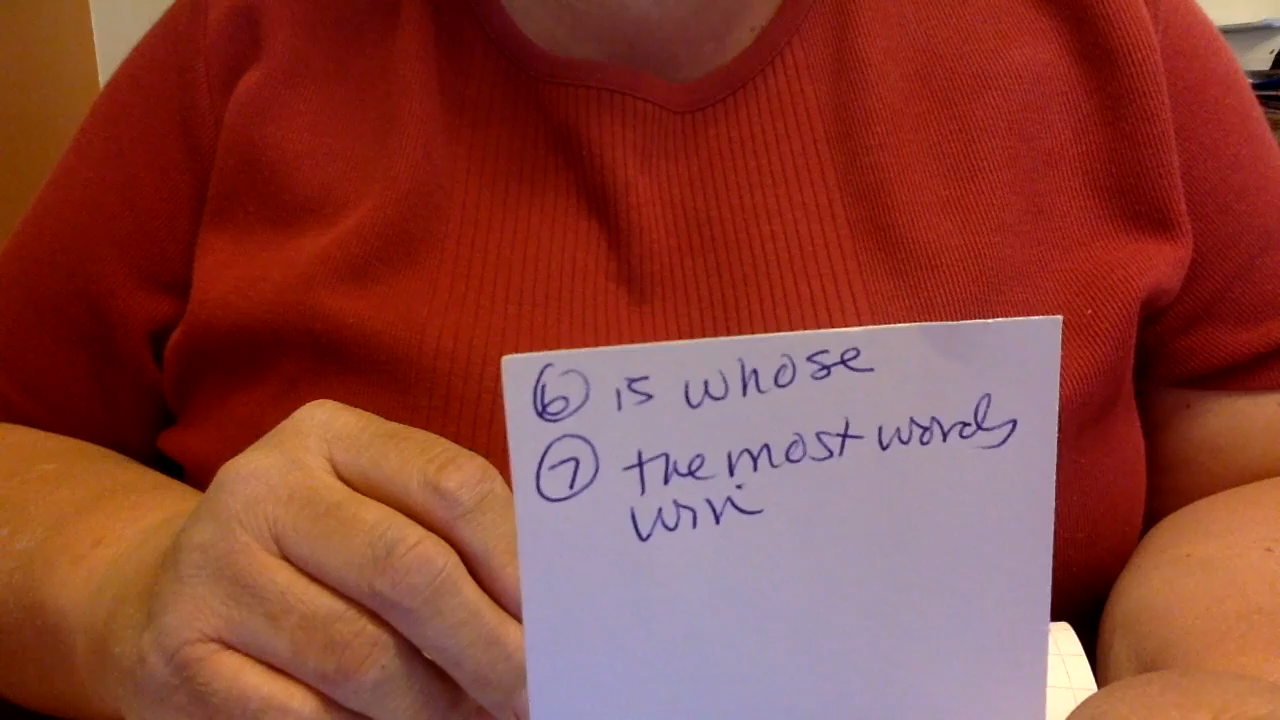 ⑥ is whose
⑦ the most words
win